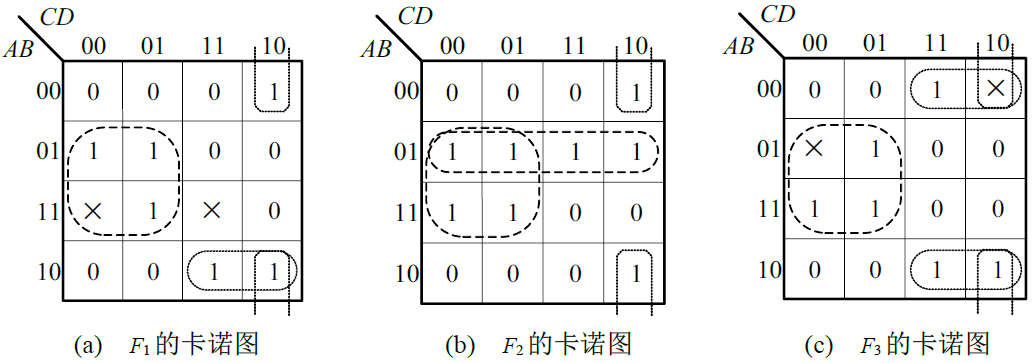 CD CD CD
AB 00 01 11 10 AB 00 01 11 10 AB 00 01 11 10
00 0 0 0 1 00 0 0 0 1 00 0 0 1 ×
01 1 1 0 0 01 1 1 1 1 01 × 1 0 0
11 × 1 × 0 11 1 1 0 0 11 1 1 0 0
10 0 0 1 1 10 0 0 0 1 10 0 0 1 1
(a) F1的卡诺图 (b) F2的卡诺图 (c) F3的卡诺图